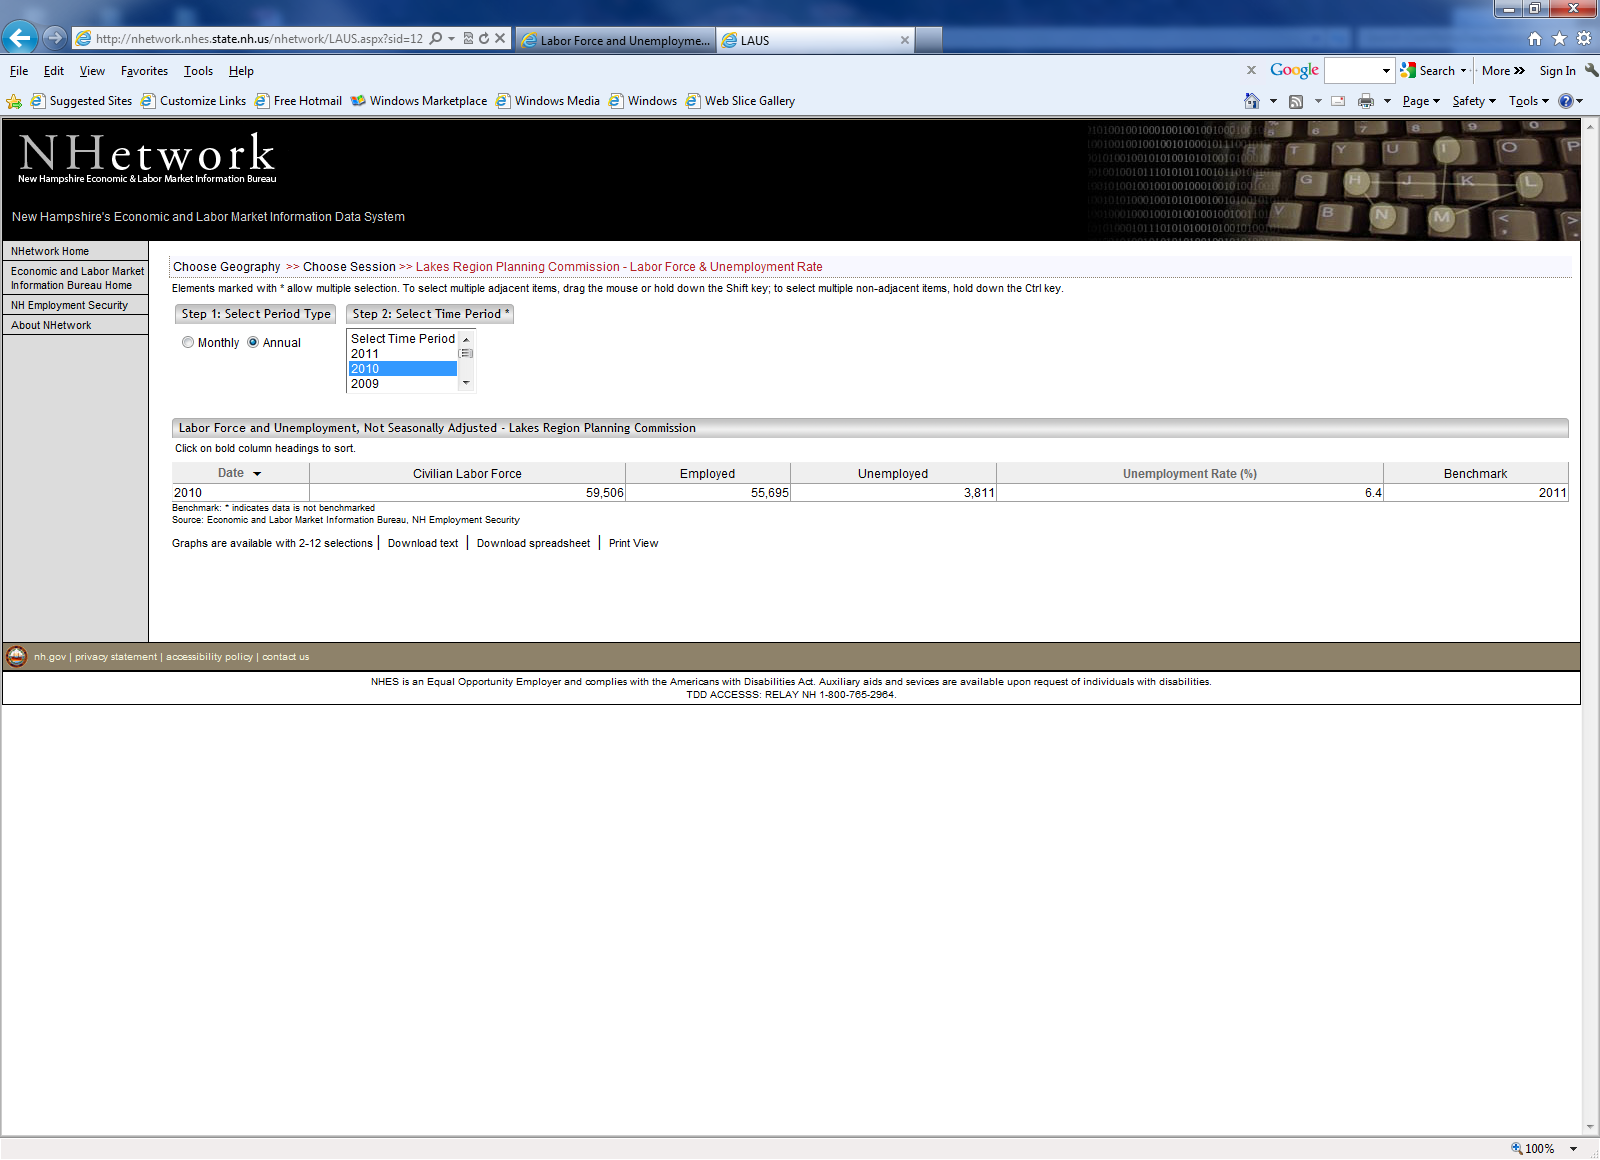 http://nhetwork.nhes.state.nh.us/nhetwork/LAUS.aspx?sid=12
Labor Force and Unemployme...
LAUS
File Edit View Favorites Tools Help
Google Search More >> Sign In
Suggested Sites Customize Links Free Hotmail Windows Marketplace Windows Media Windows Web Slice Gallery
Page Safety Tools
NHetwork
New Hampshire Economic & Labor Market Information Bureau
New Hampshire's Economic and Labor Market Information Data System
NHetwork Home
Economic and Labor Market
Information Bureau Home
NH Employment Security
About NHetwork
Choose Geography >> Choose Session >> Lakes Region Planning Commission - Labor Force & Unemployment Rate
Elements marked with * allow multiple selection. To select multiple adjacent items, drag the mouse or hold down the Shift key; to select multiple non-adjacent items, hold down the Ctrl key.
Step 1: Select Period Type Step 2: Select Time Period *
Monthly Annual
Select Time Period
2011
2010
2009
Labor Force and Unemployment, Not Seasonally Adjusted - Lakes Region Planning Commission
Click on bold column headings to sort.
Date Civilian Labor Force Employed Unemployed Unemployment Rate (%) Benchmark
2010 59,506 55,695 3,811 6.4 2011
Benchmark: * indicates data is not benchmarked
Source: Economic and Labor Market Information Bureau, NH Employment Security
Graphs are available with 2-12 selections | Download text | Download spreadsheet | Print View
nh.gov | privacy statement | accessibility policy | contact us
NHES is an Equal Opportunity Employer and complies with the Americans with Disabilities Act. Auxiliary aids and sevices are available upon request of individuals with disabilities.
TDD ACCESSS: RELAY NH 1-800-765-2964.
100%